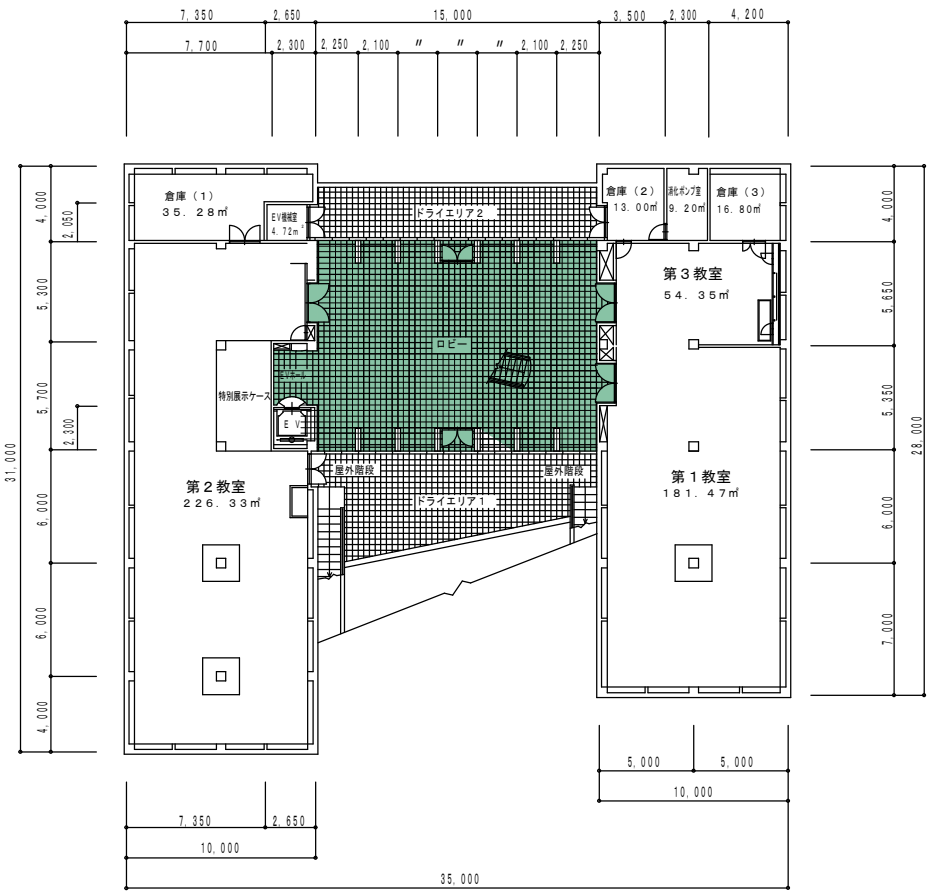 7,350 2,650 15,000 3,500 2,300 4,200
7,700 2,300 2,250 2,100 〃 〃 〃 2,100 2,250
倉庫(1)
35.28㎡
EV機械室
4.72㎡
ドライエリア2
倉庫(2)
13.00㎡
消化ポンプ室
9.20㎡
倉庫(3)
16.80㎡
第3教室
54.35㎡
ロビー
EVホール
特別展示ケース
EV
屋外階段
屋外階段
ドライエリア1
第2教室
226.33㎡
第1教室
181.47㎡
31,000
4,000
2,050
5,300
5,700
2,300
6,000
6,000
4,000
4,000
5,650
5,350
6,000
7,000
28,000
5,000 5,000
10,000
7,350 2,650
10,000
35,000